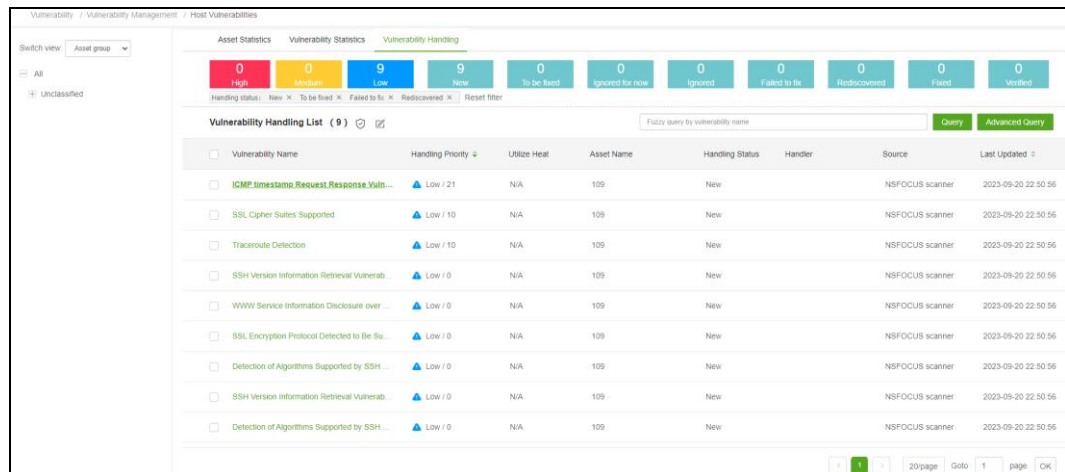 Vulnerability / Vulnerability Management / Host Vulnerabilities
Switch view: Asset group
All
Unclassified
Asset Statistics Vulnerability Statistics Vulnerability Handling
0 0 9 9 0 0 0 0 0 0 0
High Medium Low New To be fixed Ignored for now Ignored Failed to fix Rediscovered Fixed Verified
Handling status: New × To be fixed × Failed to fix × Rediscovered × Reset filter
Vulnerability Handling List ( 9 ) Fuzzy query by vulnerability name Query Advanced Query
Vulnerability Name Handling Priority Utilize Heat Asset Name Handling Status Handler Source Last Updated
ICMP timestamp Request Response Vuln... Low / 21 N/A 109 New NSFOCUS scanner 2023-09-20 22:50:56
SSL Cipher Suites Supported Low / 10 N/A 109 New NSFOCUS scanner 2023-09-20 22:50:56
Traceroute Detection Low / 10 N/A 109 New NSFOCUS scanner 2023-09-20 22:50:56
SSH Version Information Retrieval Vulnerab... Low / 0 N/A 109 New NSFOCUS scanner 2023-09-20 22:50:56
WWW Service Information Disclosure over ... Low / 0 N/A 109 New NSFOCUS scanner 2023-09-20 22:50:56
SSL Encryption Protocol Detected to Be Su... Low / 0 N/A 109 New NSFOCUS scanner 2023-09-20 22:50:56
Detection of Algorithms Supported by SSH ... Low / 0 N/A 109 New NSFOCUS scanner 2023-09-20 22:50:56
SSH Version Information Retrieval Vulnerab... Low / 0 N/A 109 New NSFOCUS scanner 2023-09-20 22:50:56
Detection of Algorithms Supported by SSH ... Low / 0 N/A 109 New NSFOCUS scanner 2023-09-20 22:50:56
< 1 > 20/page Goto 1 page OK